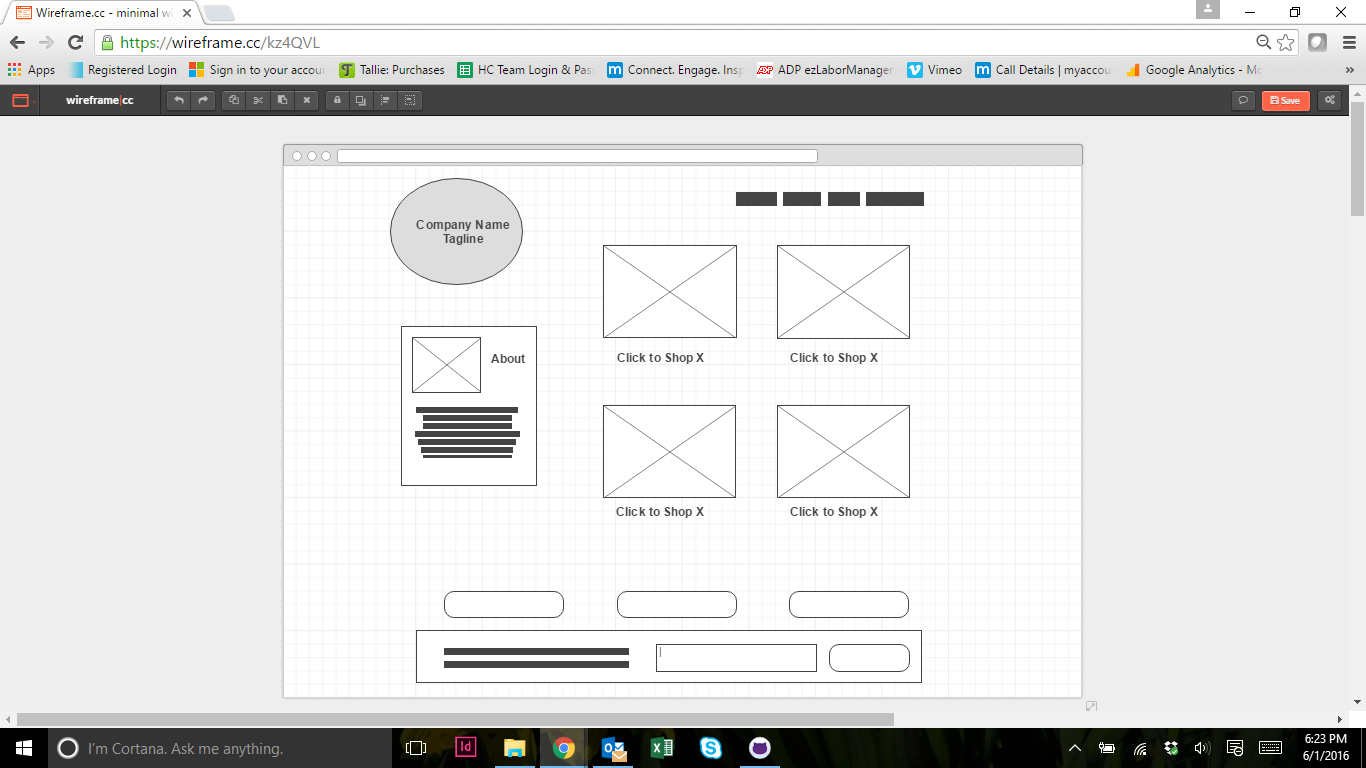 Wireframe.cc - minimal w
https://wireframe.cc/kz4QVL
Apps
Registered Login
Sign in to your accou
Tallie: Purchases
HC Team Login & Pas
Connect. Engage. Insp
ADP ezLaborManager
Vimeo
Call Details | myaccou
Google Analytics - Mo
»
wireframe|cc
Save
Company Name
Tagline
Click to Shop X
Click to Shop X
About
Click to Shop X
Click to Shop X
I'm Cortana. Ask me anything.
Id
6:23 PM
6/1/2016